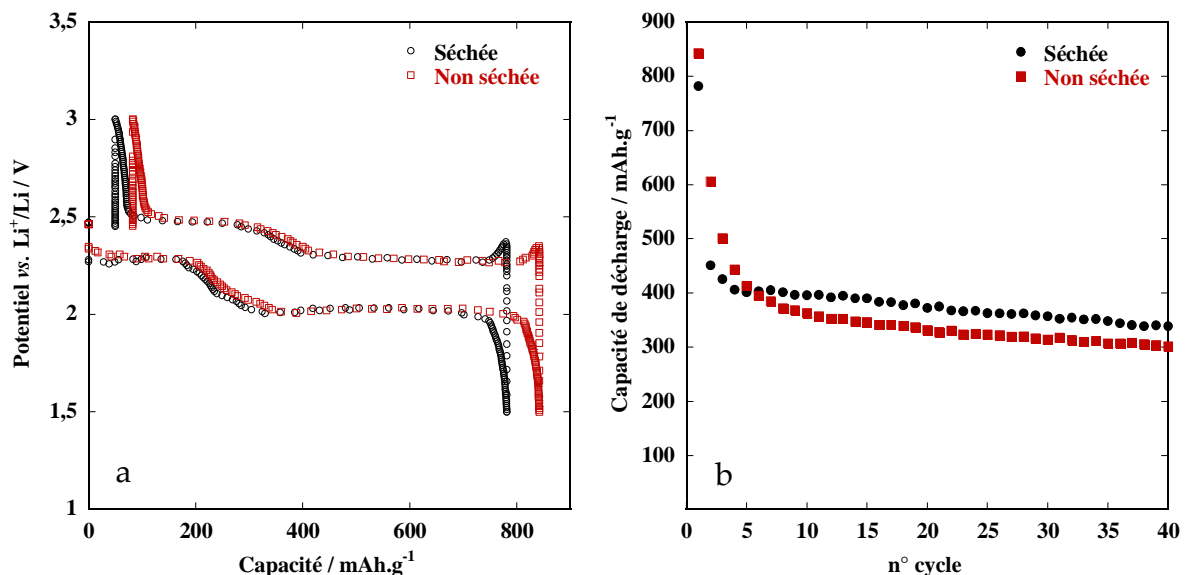 Potentiel vs. Li+/Li / V
3,5
3
2,5
2
1,5
1
Séchée
Non séchée
a
0
200
400
600
800
Capacité / mAh.g-1
Capacité de décharge / mAh.g-1
900
800
700
600
500
400
300
200
100
Séchée
Non séchée
b
0
5
10
15
20
25
30
35
40
n° cycle